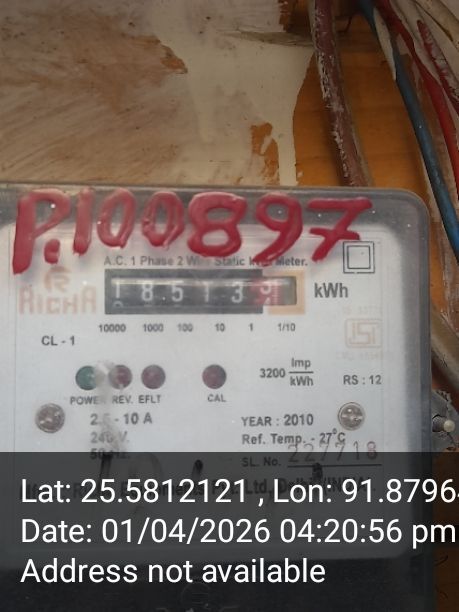 P.100897
A.C. 1 Phase 2 Wire Static kWh Meter.
RICHA
1 8 5 1 3 9
kWh
10000 1000 100 10 1 1/10
CL - 1
3200 Imp/kWh
RS : 12
POWER REV. EFLT CAL
2.5 - 10 A
240 V.
YEAR : 2010
Ref. Temp. - 27°C
SL. No. 227718
Lat: 25.5812121 , Lon: 91.8796
Date: 01/04/2026 04:20:56 pm
Address not available